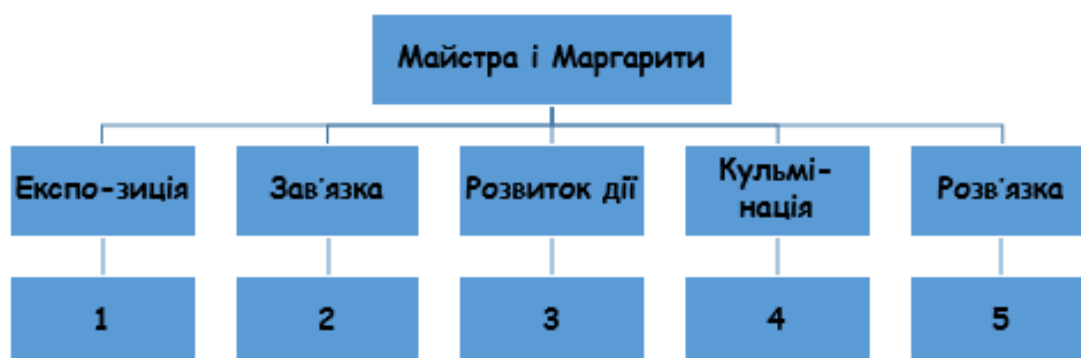 Майстра і Маргарити
Експо-зиція
Зав'язка
Розвиток дії
Кульмі-
нація
Розв'язка
1
2
3
4
5